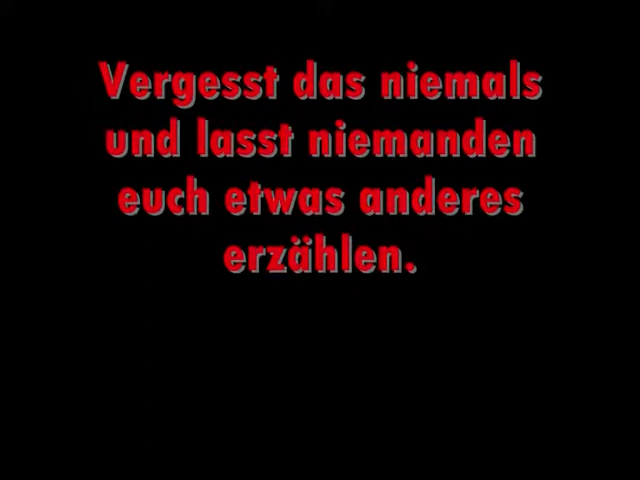 Vergesst das niemals
und lasst niemanden
euch etwas anderes
erzählen.